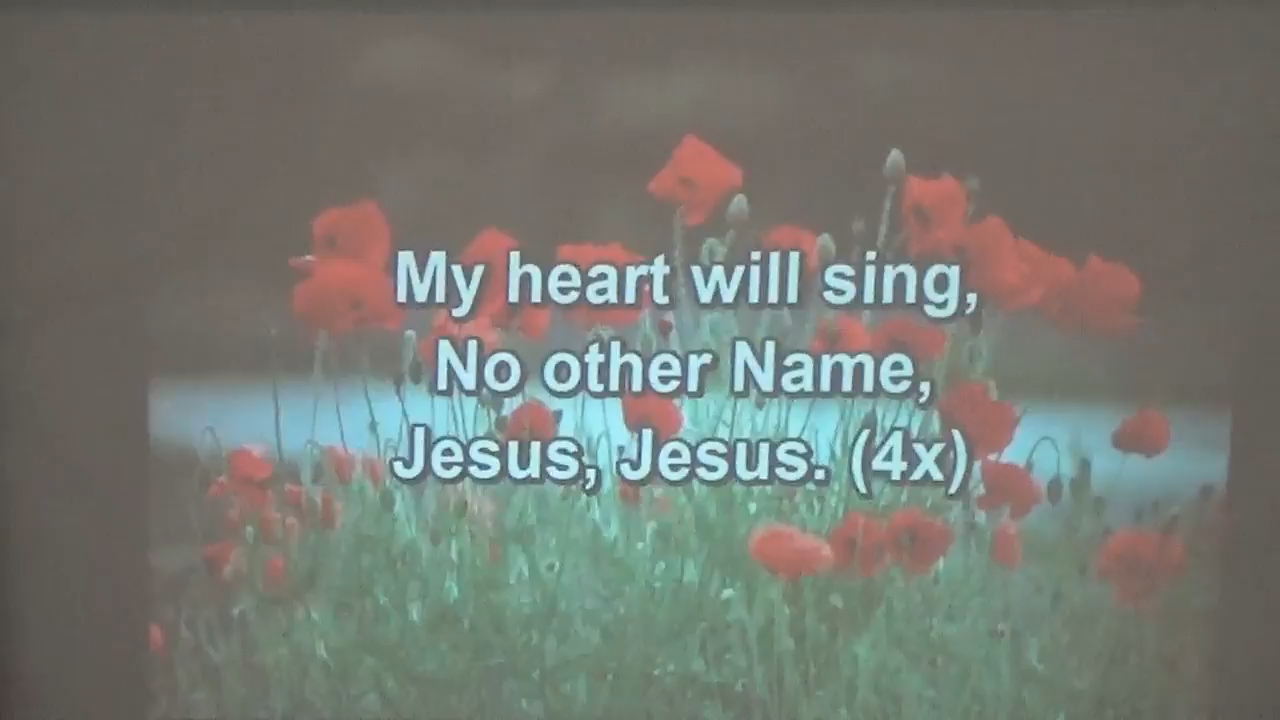 My heart will sing,
No other Name,
Jesus, Jesus. (4x)